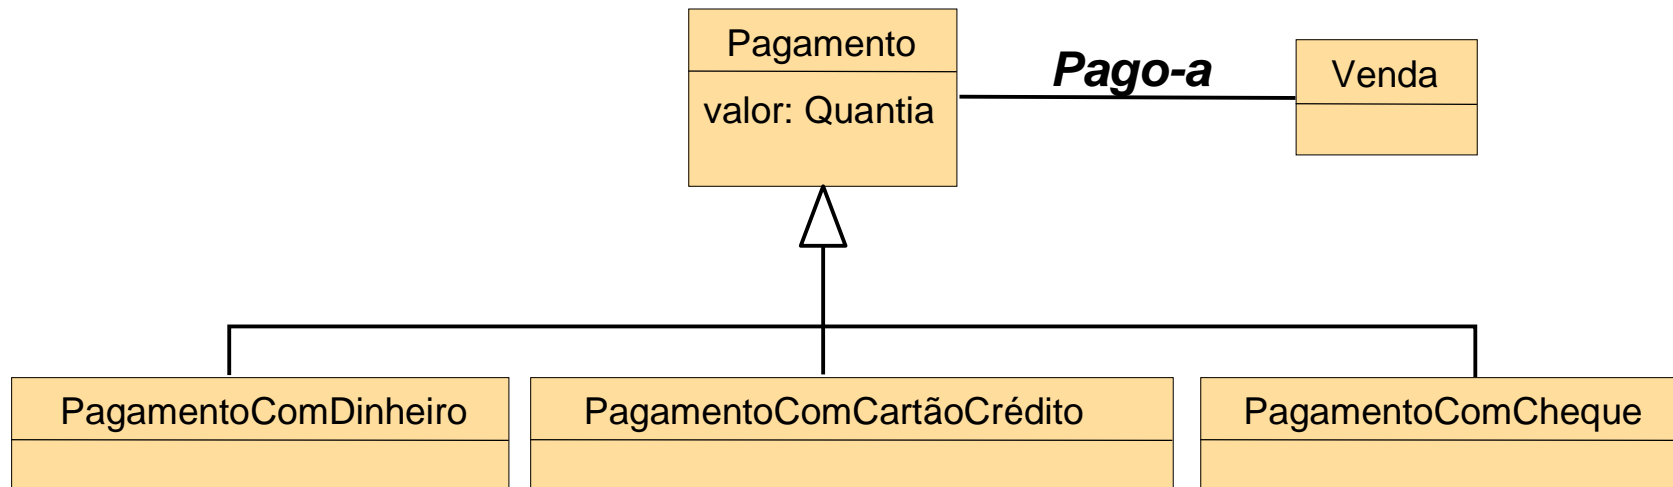 Pagamento
valor: Quantia
Pago-a
Venda
PagamentoComDinheiro
PagamentoComCartãoCrédito
PagamentoComCheque